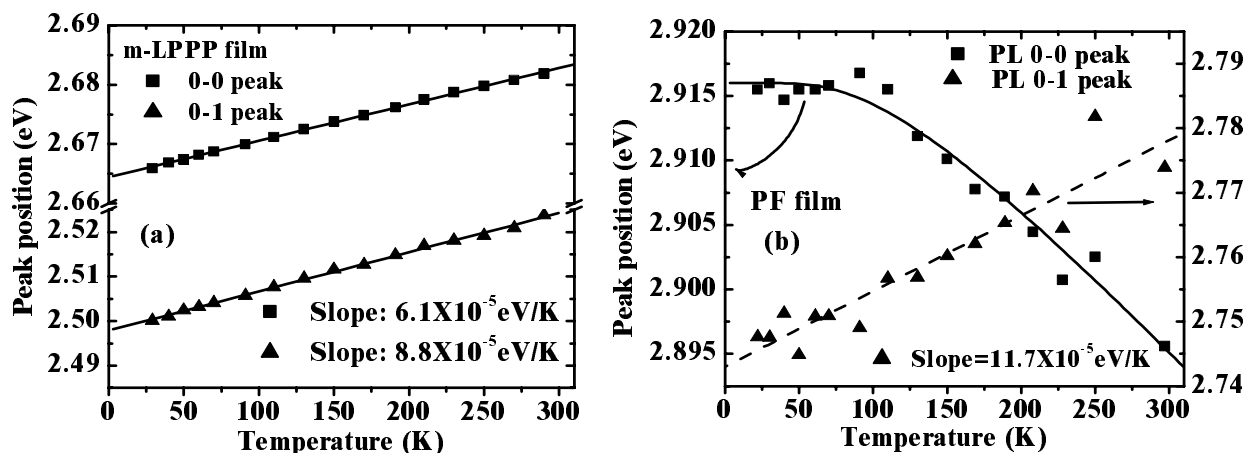 2.69
2.68
2.67
2.66
2.52
2.51
2.50
2.49
Peak position (eV)
m-LPPP film
0-0 peak
0-1 peak
(a)
Slope: 6.1X10⁻⁵eV/K
Slope: 8.8X10⁻⁵eV/K
0 50 100 150 200 250 300
Temperature (K)
2.920
2.915
2.910
2.905
2.900
2.895
Peak position (eV)
PL 0-0 peak
PL 0-1 peak
PF film
(b)
Slope=11.7X10⁻⁵eV/K
2.79
2.78
2.77
2.76
2.75
2.74
0 50 100 150 200 250 300
Temperature (K)